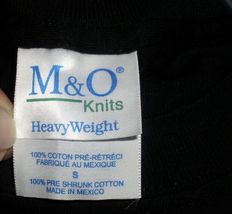 M&O®
Knits
HeavyWeight
100% COTON PRÉ-RÉTRÉCI
FABRIQUÉ AU MEXIQUE
S
100% PRE SHRUNK COTTON
MADE IN MEXICO